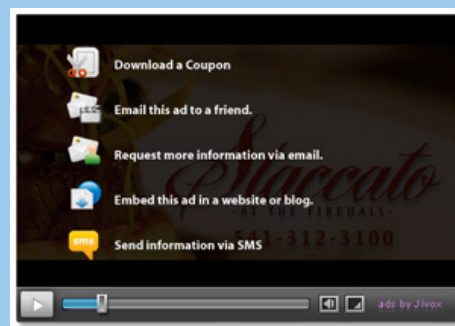 Download a Coupon
Email this ad to a friend.
Request more information via email.
Staccato
Embed this ad in a website or blog.
-AT THE FIREHALL-
541-312-3100
sms
Send information via SMS
ads by Jivox